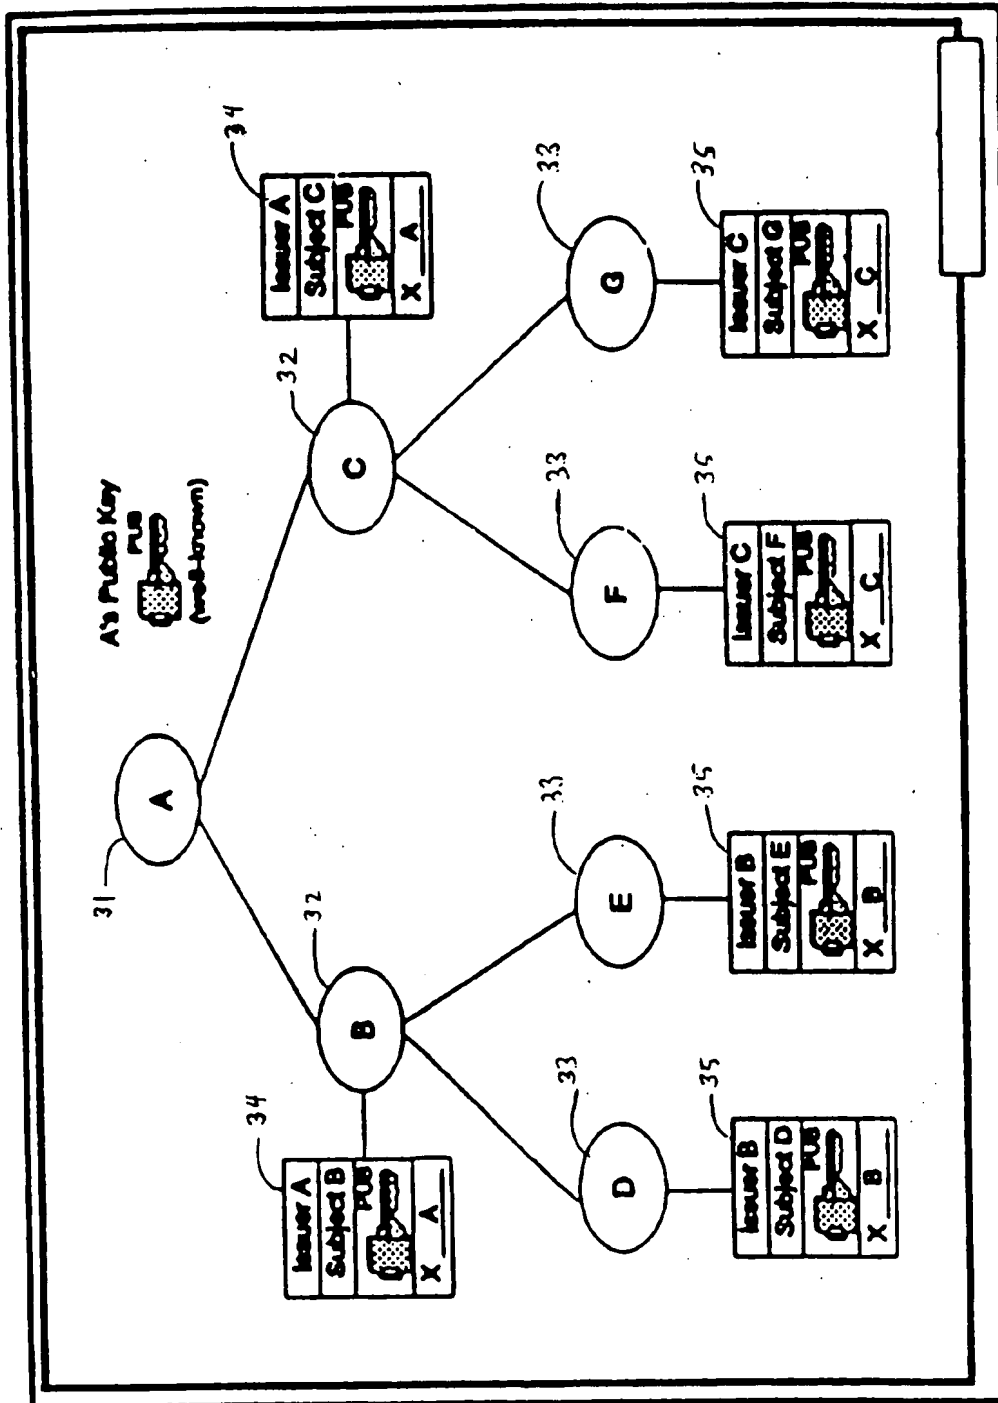 A's Public Key
PUB
(well-known)
31
A
32
B
32
C
34
Issuer A
Subject B
PUB
X A
34
Issuer A
Subject C
PUB
X A
33
D
33
E
33
F
33
G
35
Issuer B
Subject D
PUB
X B
35
Issuer B
Subject E
PUB
X B
35
Issuer C
Subject F
PUB
X C
35
Issuer C
Subject G
PUB
X C